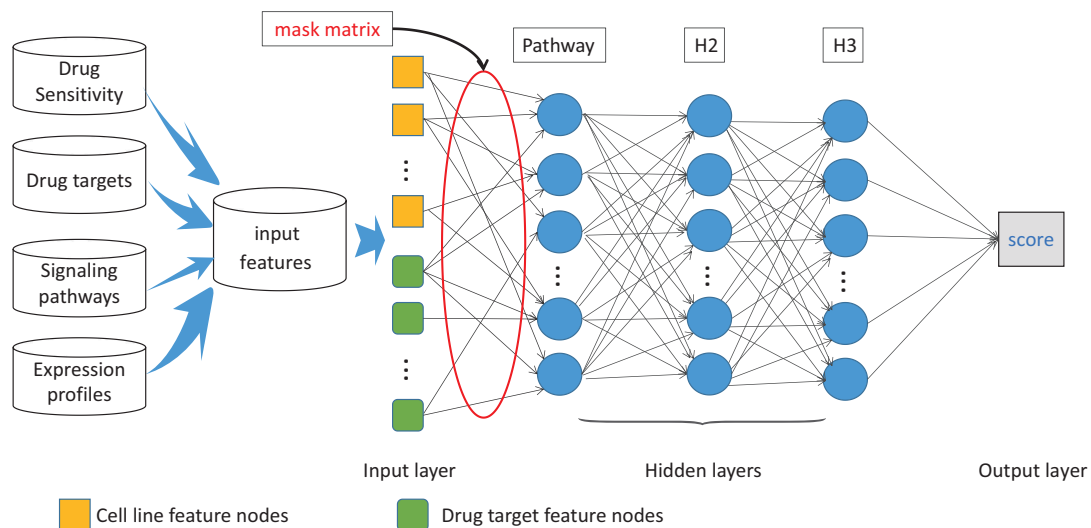 mask matrix
Pathway
H2
H3
Drug
Sensitivity
Drug targets
Signaling
pathways
Expression
profiles
input
features
score
Input layer
Hidden layers
Output layer
Cell line feature nodes
Drug target feature nodes